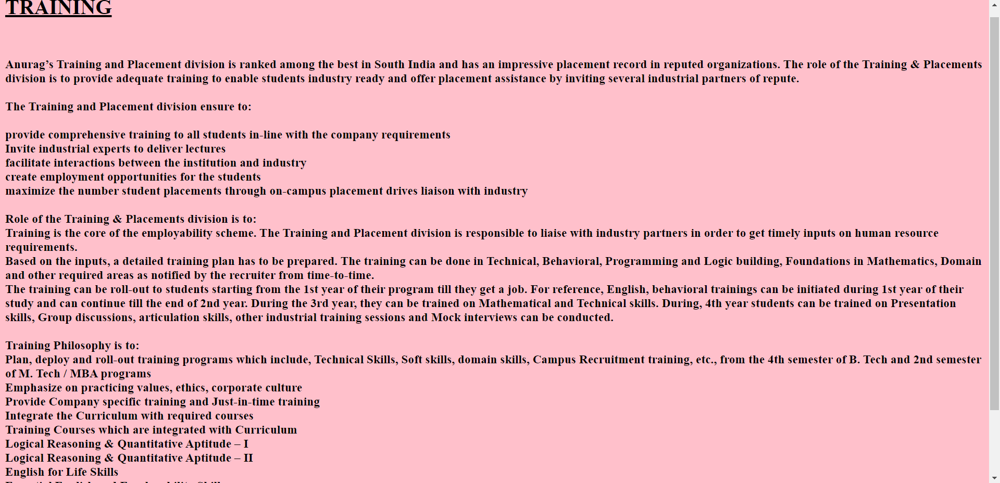 TRAINING
Anurag’s Training and Placement division is ranked among the best in South India and has an impressive placement record in reputed organizations. The role of the Training & Placements
division is to provide adequate training to enable students industry ready and offer placement assistance by inviting several industrial partners of repute.
The Training and Placement division ensure to:
provide comprehensive training to all students in-line with the company requirements
Invite industrial experts to deliver lectures
facilitate interactions between the institution and industry
create employment opportunities for the students
maximize the number student placements through on-campus placement drives liaison with industry
Role of the Training & Placements division is to:
Training is the core of the employability scheme. The Training and Placement division is responsible to liaise with industry partners in order to get timely inputs on human resource
requirements.
Based on the inputs, a detailed training plan has to be prepared. The training can be done in Technical, Behavioral, Programming and Logic building, Foundations in Mathematics, Domain
and other required areas as notified by the recruiter from time-to-time.
The training can be roll-out to students starting from the 1st year of their program till they get a job. For reference, English, behavioral trainings can be initiated during 1st year of their
study and can continue till the end of 2nd year. During the 3rd year, they can be trained on Mathematical and Technical skills. During, 4th year students can be trained on Presentation
skills, Group discussions, articulation skills, other industrial training sessions and Mock interviews can be conducted.
Training Philosophy is to:
Plan, deploy and roll-out training programs which include, Technical Skills, Soft skills, domain skills, Campus Recruitment training, etc., from the 4th semester of B. Tech and 2nd semester
of M. Tech / MBA programs
Emphasize on practicing values, ethics, corporate culture
Provide Company specific training and Just-in-time training
Integrate the Curriculum with required courses
Training Courses which are integrated with Curriculum
Logical Reasoning & Quantitative Aptitude – I
Logical Reasoning & Quantitative Aptitude – II
English for Life Skills